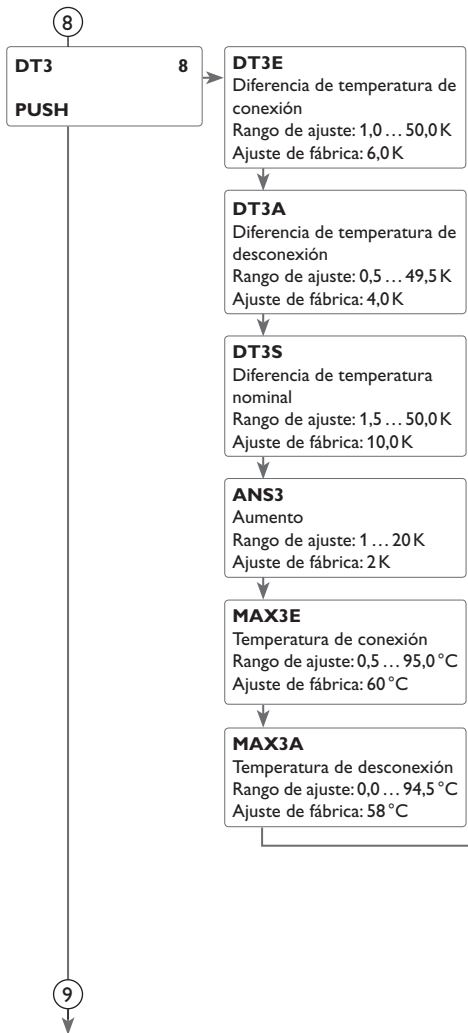 8
DT3 8
PUSH
DT3E
Diferencia de temperatura de
conexión
Rango de ajuste: 1,0 … 50,0 K
Ajuste de fábrica: 6,0 K
DT3A
Diferencia de temperatura de
desconexión
Rango de ajuste: 0,5 … 49,5 K
Ajuste de fábrica: 4,0 K
DT3S
Diferencia de temperatura
nominal
Rango de ajuste: 1,5 … 50,0 K
Ajuste de fábrica: 10,0 K
ANS3
Aumento
Rango de ajuste: 1 … 20 K
Ajuste de fábrica: 2 K
MAX3E
Temperatura de conexión
Rango de ajuste: 0,5 … 95,0 °C
Ajuste de fábrica: 60 °C
MAX3A
Temperatura de desconexión
Rango de ajuste: 0,0 … 94,5 °C
Ajuste de fábrica: 58 °C
9